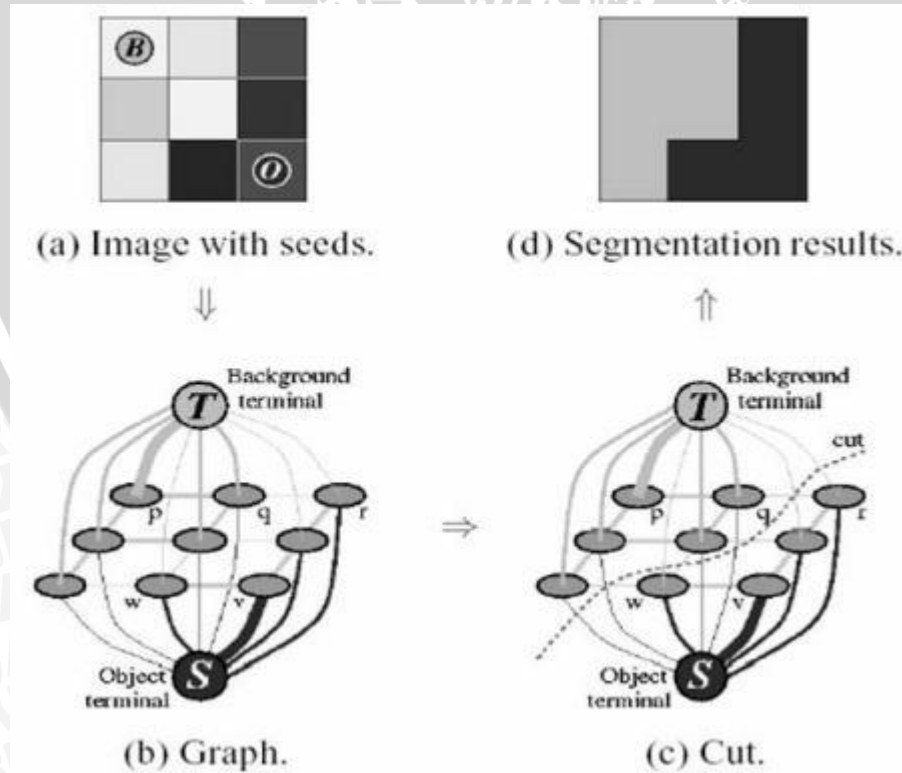 B
O
(a) Image with seeds.
(d) Segmentation results.
⇓
⇑
Background
terminal
T
p
q
r
w
v
S
Object
terminal
(b) Graph.
⇒
Background
terminal
T
cut
p
q
r
w
v
S
Object
terminal
(c) Cut.